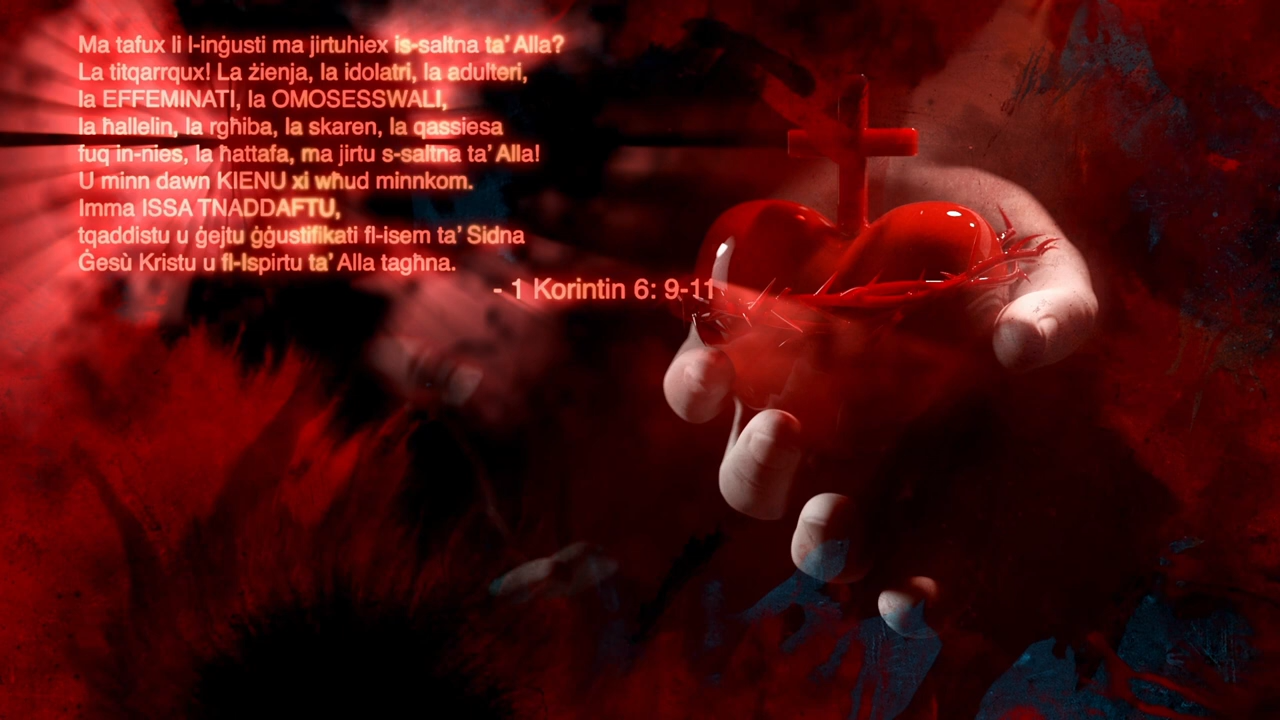 Ma tafux li l-inġusti ma jirtuhiex is-saltna ta' Alla?
La titqarrqux! La żienja, la idolatri, la adulteri,
la EFFEMINATI, la OMOSESSWALI,
la ħallelin, la rgħiba, la skaren, la qassiesa
fuq in-nies, la ħattafa, ma jirtu s-saltna ta' Alla!
U minn dawn KIENU xi wħud minnkom.
Imma ISSA TNADDAFTU,
tqaddistu u ġejtu ġġustifikati fl-isem ta' Sidna
Ġesù Kristu u fl-Ispirtu ta' Alla tagħna.
- 1 Korintin 6: 9-11